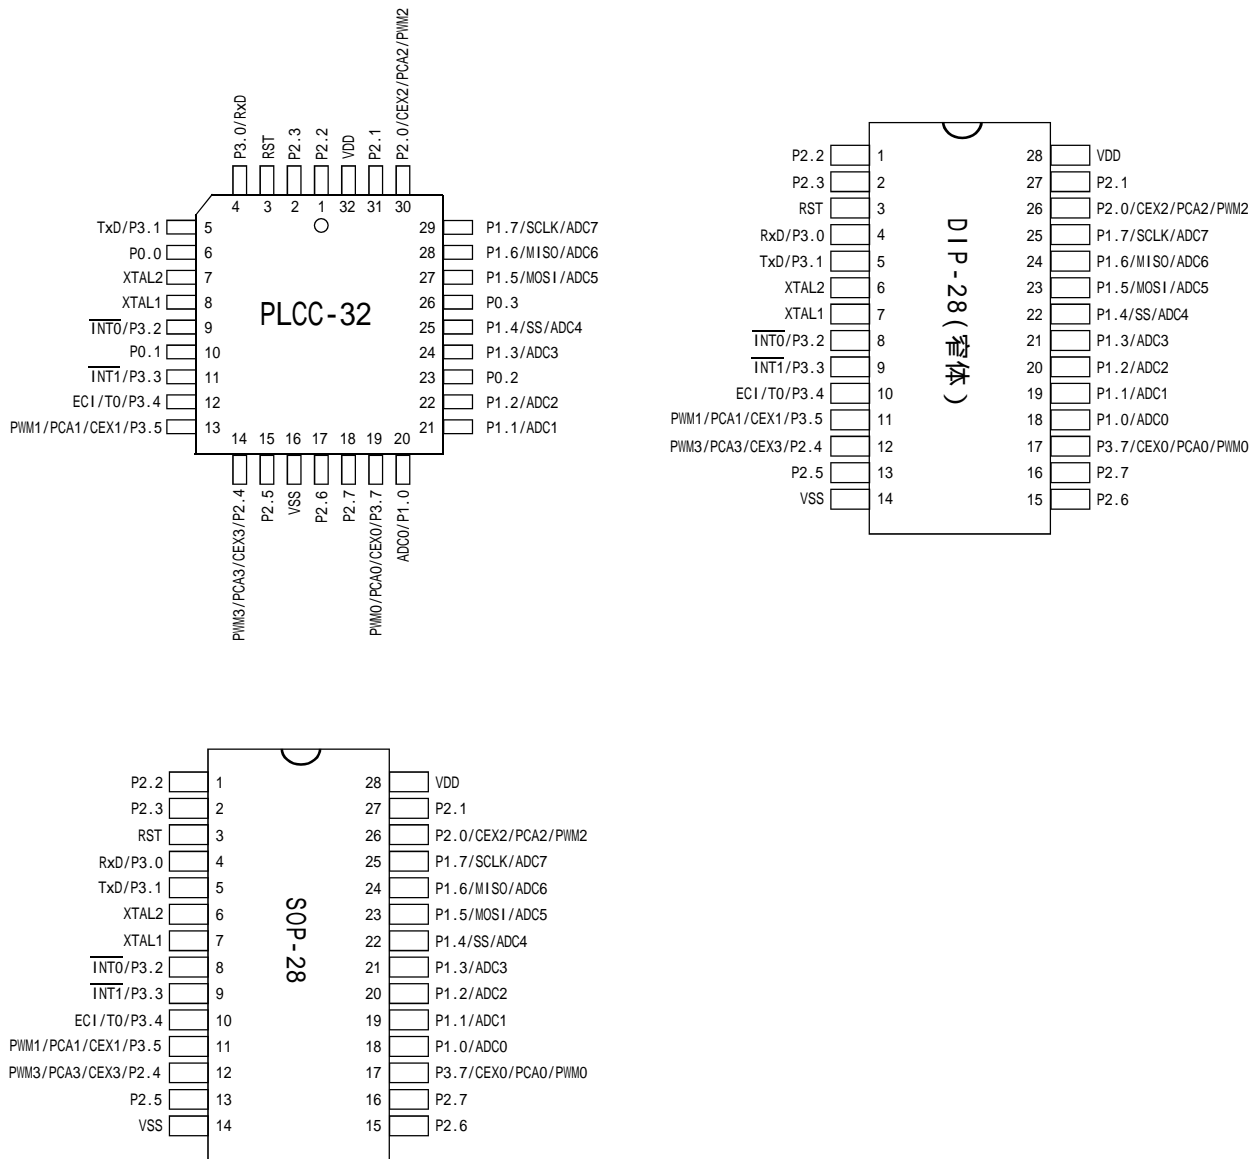 P3.0/RxD
RST
P2.3
P2.2
VDD
P2.1
P2.0/CEX2/PCA2/PWM2
4 3 2 1 32 31 30
TxD/P3.1 5
P0.0 6
XTAL2 7
XTAL1 8
INT0/P3.2 9
P0.1 10
INT1/P3.3 11
ECI/T0/P3.4 12
PWM1/PCA1/CEX1/P3.5 13
PLCC-32
29 P1.7/SCLK/ADC7
28 P1.6/MISO/ADC6
27 P1.5/MOSI/ADC5
26 P0.3
25 P1.4/SS/ADC4
24 P1.3/ADC3
23 P0.2
22 P1.2/ADC2
21 P1.1/ADC1
14 15 16 17 18 19 20
PWM3/PCA3/CEX3/P2.4
P2.5
VSS
P2.6
P2.7
PWM0/PCA0/CEX0/P3.7
ADC0/P1.0
P2.2 1
P2.3 2
RST 3
RxD/P3.0 4
TxD/P3.1 5
XTAL2 6
XTAL1 7
INT0/P3.2 8
INT1/P3.3 9
ECI/T0/P3.4 10
PWM1/PCA1/CEX1/P3.5 11
PWM3/PCA3/CEX3/P2.4 12
P2.5 13
VSS 14
DIP-28(窄体)
28 VDD
27 P2.1
26 P2.0/CEX2/PCA2/PWM2
25 P1.7/SCLK/ADC7
24 P1.6/MISO/ADC6
23 P1.5/MOSI/ADC5
22 P1.4/SS/ADC4
21 P1.3/ADC3
20 P1.2/ADC2
19 P1.1/ADC1
18 P1.0/ADC0
17 P3.7/CEX0/PCA0/PWM0
16 P2.7
15 P2.6
P2.2 1
P2.3 2
RST 3
RxD/P3.0 4
TxD/P3.1 5
XTAL2 6
XTAL1 7
INT0/P3.2 8
INT1/P3.3 9
ECI/T0/P3.4 10
PWM1/PCA1/CEX1/P3.5 11
PWM3/PCA3/CEX3/P2.4 12
P2.5 13
VSS 14
SOP-28
28 VDD
27 P2.1
26 P2.0/CEX2/PCA2/PWM2
25 P1.7/SCLK/ADC7
24 P1.6/MISO/ADC6
23 P1.5/MOSI/ADC5
22 P1.4/SS/ADC4
21 P1.3/ADC3
20 P1.2/ADC2
19 P1.1/ADC1
18 P1.0/ADC0
17 P3.7/CEX0/PCA0/PWM0
16 P2.7
15 P2.6